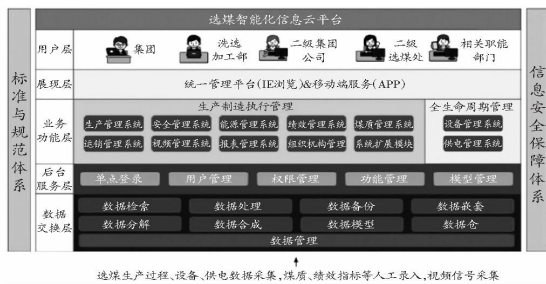 选煤智能化信息云平台
标准与规范体系
信息安全保障体系
用户层
集团
洗选加工部
二级集团公司
二级选煤处
相关职能部门
展现层
统一管理平台(IE浏览)&移动端服务(APP)
业务功能层
生产制造执行管理
生产管理系统 安全管理系统 能源管理系统 绩效管理系统 煤质管理系统
运销管理系统 视频管理系统 报表管理系统 组织机构管理 系统扩展模块
全生命周期管理
设备管理系统
供电管理系统
后台服务层
单点登录 用户管理 权限管理 功能管理 模型管理
数据交换层
数据检索 数据处理 数据备份 数据嵌套
数据分解 数据合成 数据模型 数据仓
数据管理
选煤生产过程、设备、供电数据采集,煤质、绩效指标等人工录入,视频信号采集